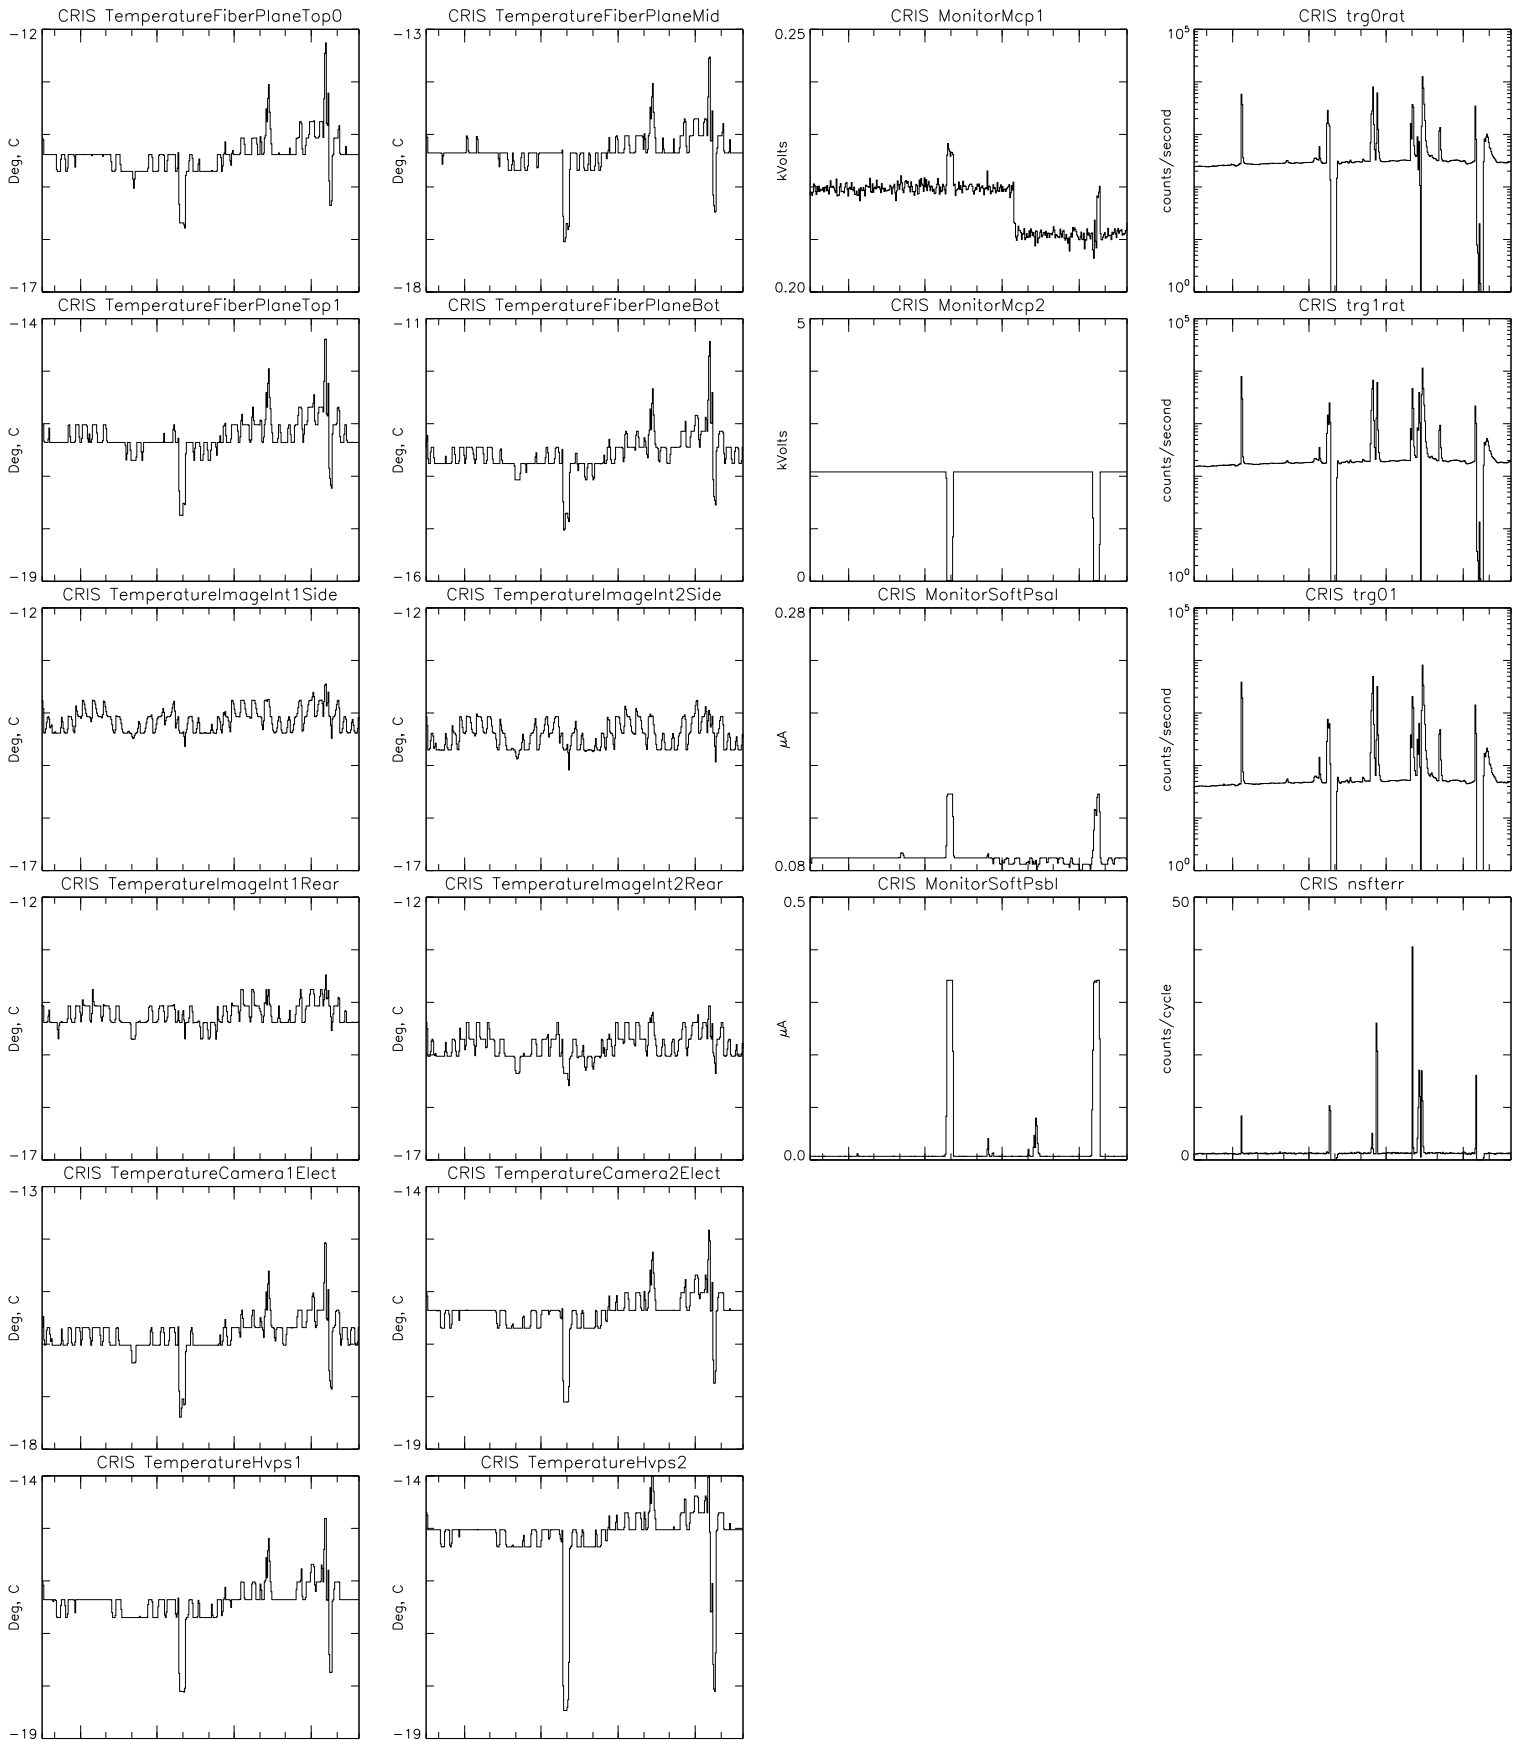 CRIS TemperatureFiberPlaneTop0
-12
Deg, C
-17
CRIS TemperatureFiberPlaneMid
-13
Deg, C
-18
CRIS MonitorMcp1
0.25
kVolts
0.20
CRIS trg0rat
10^5
counts/second
10^0
CRIS TemperatureFiberPlaneTop1
-14
Deg, C
-19
CRIS TemperatureFiberPlaneBot
-11
Deg, C
-16
CRIS MonitorMcp2
5
kVolts
0
CRIS trg1rat
10^5
counts/second
10^0
CRIS TemperatureImageInt1Side
-12
Deg, C
-17
CRIS TemperatureImageInt2Side
-12
Deg, C
-17
CRIS MonitorSoftPsaI
0.28
μA
0.08
CRIS trg01
10^5
counts/second
10^0
CRIS TemperatureImageInt1Rear
-12
Deg, C
-17
CRIS TemperatureImageInt2Rear
-12
Deg, C
-17
CRIS MonitorSoftPsbI
0.5
μA
0.0
CRIS nsfterr
50
counts/cycle
0
CRIS TemperatureCamera1Elect
-13
Deg, C
-18
CRIS TemperatureCamera2Elect
-14
Deg, C
-19
CRIS TemperatureHvps1
-14
Deg, C
-19
CRIS TemperatureHvps2
-14
Deg, C
-19